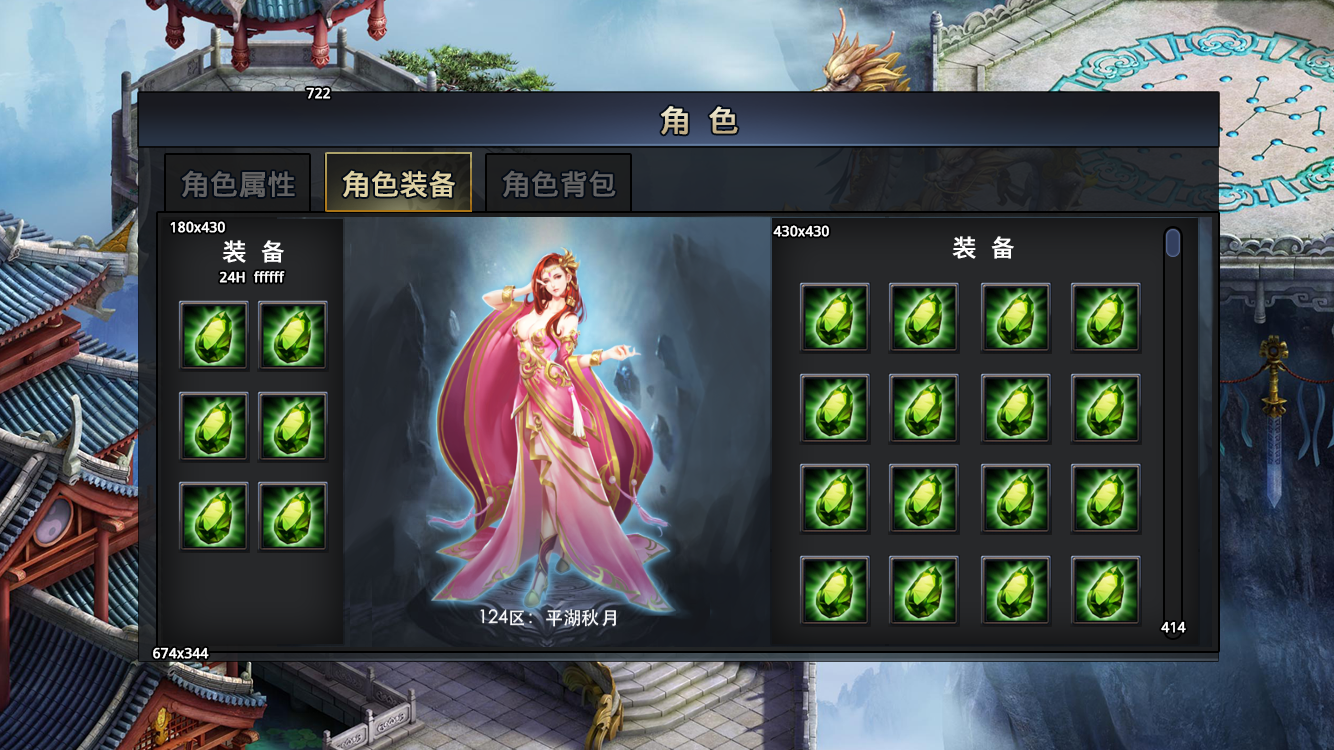 722
角 色
角色属性 角色装备 角色背包
180x430
装 备
24H ffffff
430x430
装 备
124区：平湖秋月
414
674x344